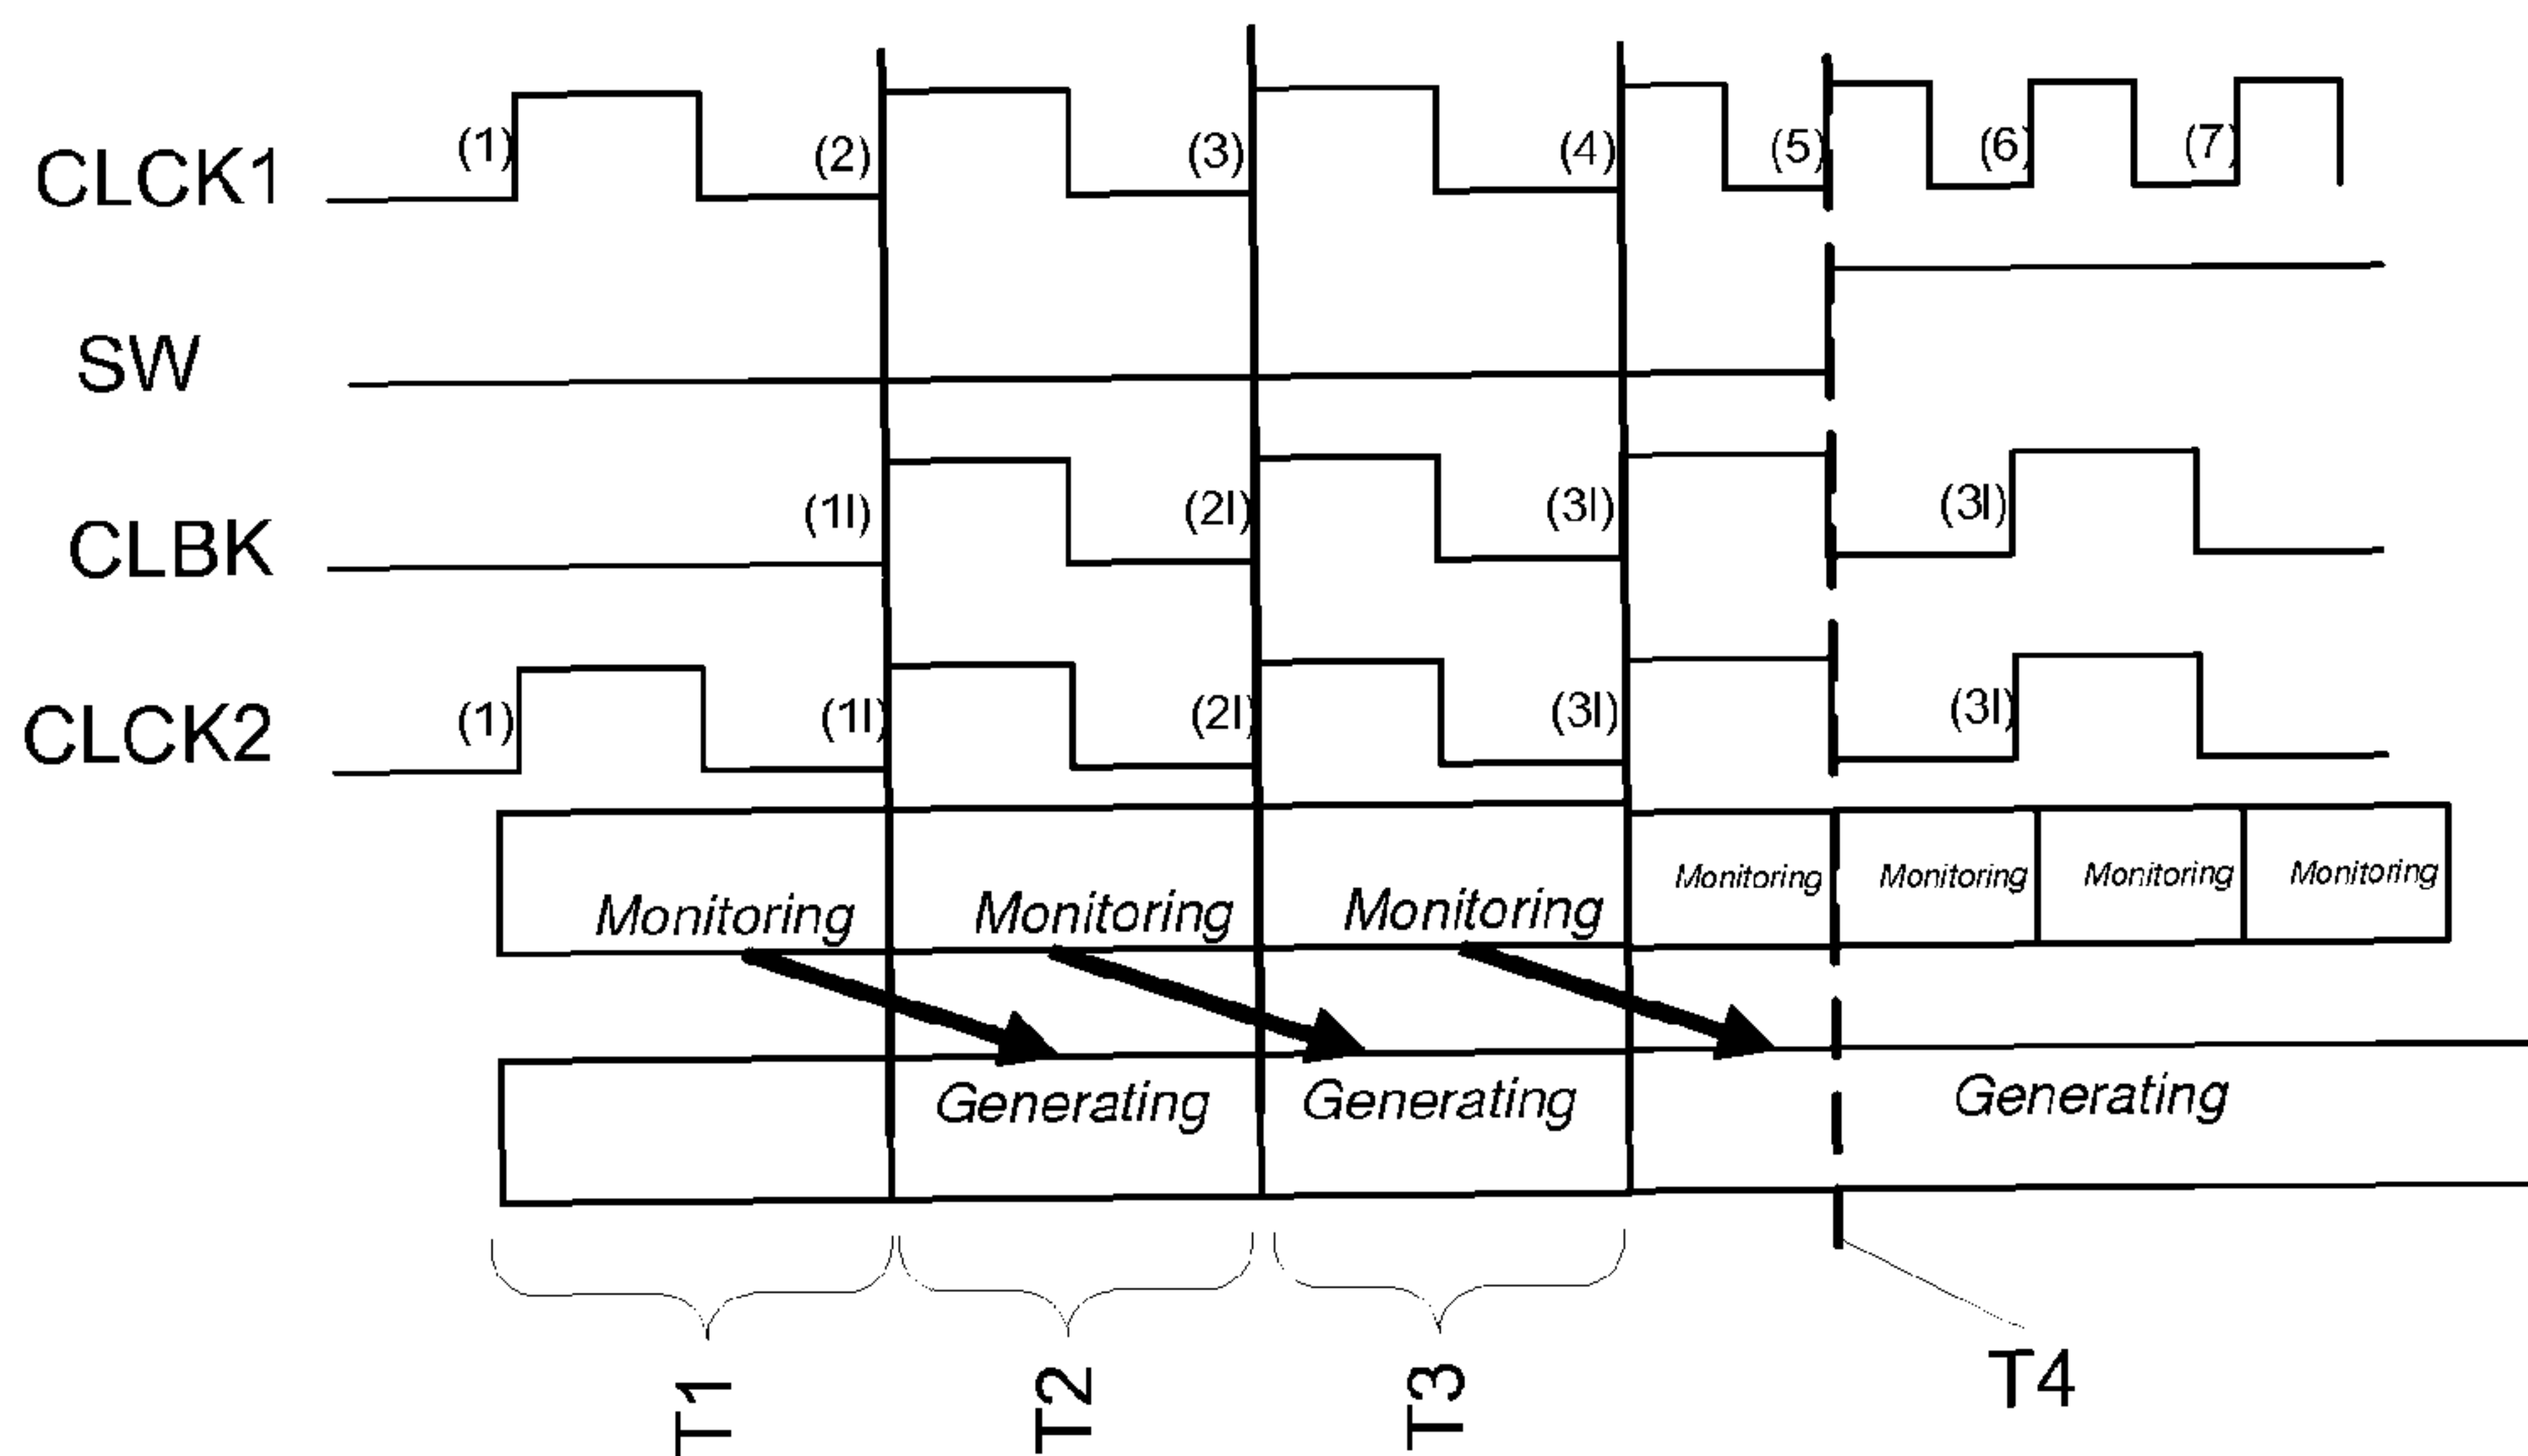 CLCK1 (1) (2) (3) (4) (5) (6) (7)
SW
CLBK (1I) (2I) (3I) (3I)
CLCK2 (1) (1I) (2I) (3I) (3I)
Monitoring Monitoring Monitoring Monitoring Monitoring Monitoring Monitoring
Generating Generating Generating
T1 T2 T3 T4